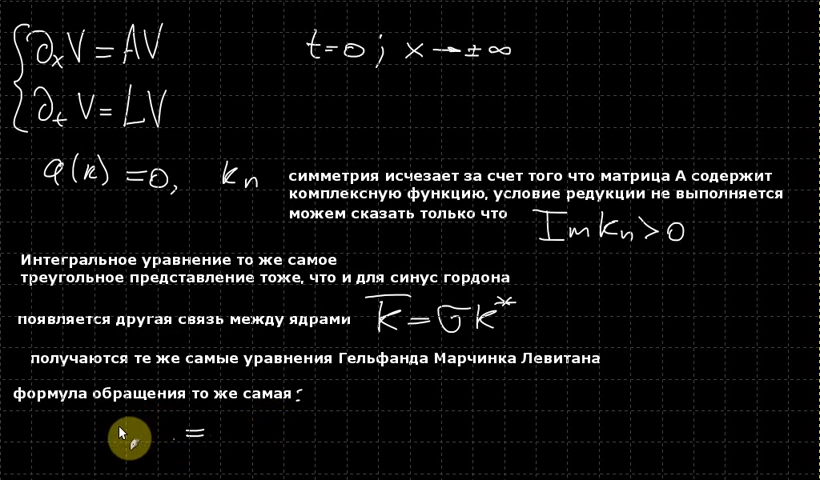 ∂ₓV = AV
t=0; x→±∞
∂ₜV = LV
a(k) = 0, kₙ
симметрия исчезает за счет того что матрица А содержит
комплексную функцию, условие редукции не выполняется
можем сказать только что Im kₙ > 0
Интегральное уравнение то же самое
треугольное представление тоже, что и для синус гордона
появляется другая связь между ядрами K̅ = σK*
получаются те же самые уравнения Гельфанда Марчинка Левитана
формула обращения то же самая:
=